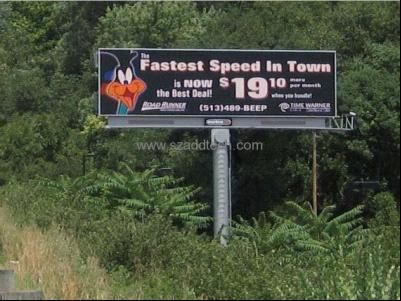 The
Fastest Speed In Town
is NOW
the Best Deal!
$19.10 more per month
when you bundle!
ROAD RUNNER
(513)489-BEEP
TIME WARNER
www.szaddtech.com